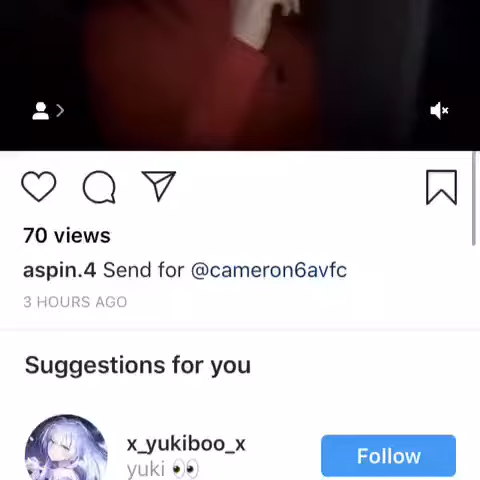 70 views
aspin.4 Send for @cameron6avfc
3 HOURS AGO
Suggestions for you
x_yukiboo_x
yuki 👀
Follow